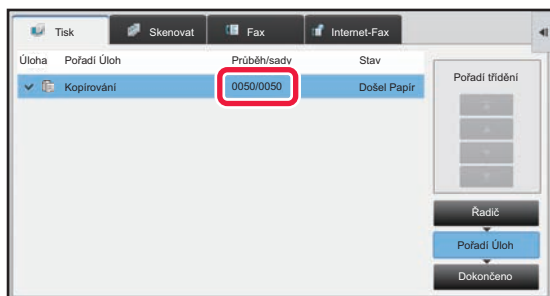 Tisk Skenovat Fax Internet-Fax
Úloha Pořadí Úloh Průběh/sady Stav
Kopírování 0050/0050 Došel Papír
Pořadí třídění
Řadič
Pořadí Úloh
Dokončeno